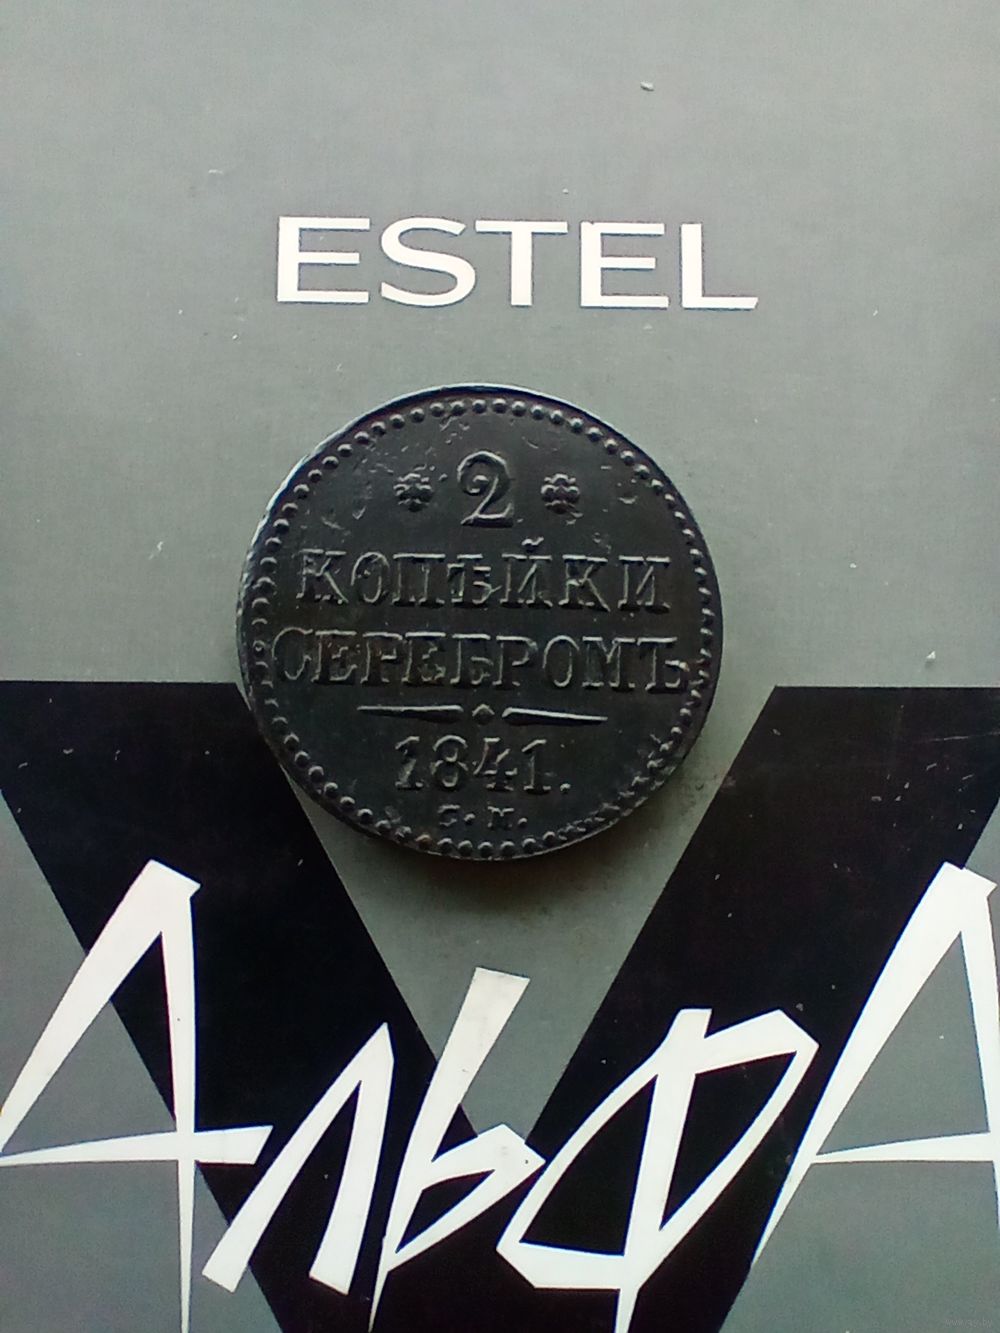 ESTEL
2
КОПѢЙКИ
СЕРЕБРОМЪ
1841.
С. М.
АЛЬФА